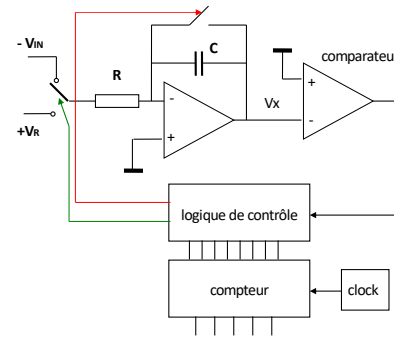 - VIN
+VR
R
C
-
+
Vx
comparateu
+
-
logique de contrôle
compteur
clock